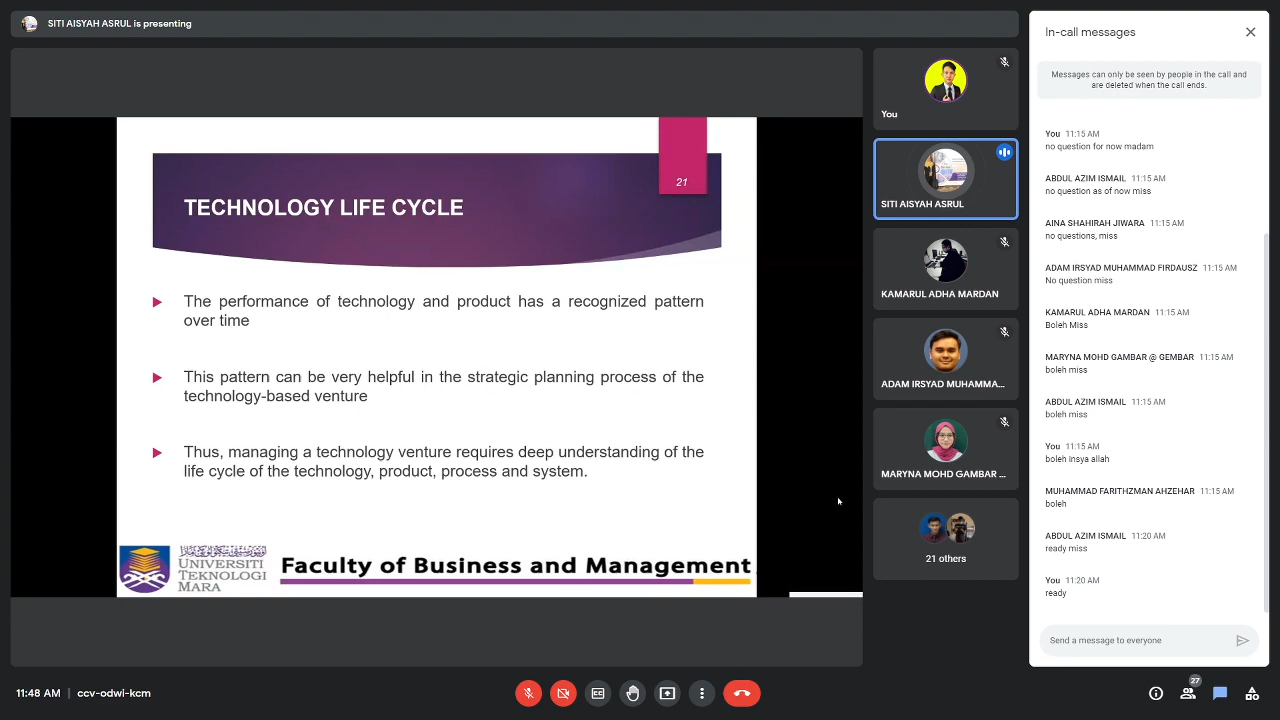 SITI AISYAH ASRUL is presenting
21
TECHNOLOGY LIFE CYCLE
The performance of technology and product has a recognized pattern
over time
This pattern can be very helpful in the strategic planning process of the
technology-based venture
Thus, managing a technology venture requires deep understanding of the
life cycle of the technology, product, process and system.
UNIVERSITI
TEKNOLOGI
MARA
Faculty of Business and Management
You
SITI AISYAH ASRUL
KAMARUL ADHA MARDAN
ADAM IRSYAD MUHAMMA...
MARYNA MOHD GAMBAR ...
21 others
In-call messages
Messages can only be seen by people in the call and
are deleted when the call ends.
You 11:15 AM
no question for now madam
ABDUL AZIM ISMAIL 11:15 AM
no question as of now miss
AINA SHAHIRAH JIWARA 11:15 AM
no questions, miss
ADAM IRSYAD MUHAMMAD FIRDAUSZ 11:15 AM
No question miss
KAMARUL ADHA MARDAN 11:15 AM
Boleh Miss
MARYNA MOHD GAMBAR @ GEMBAR 11:15 AM
boleh miss
ABDUL AZIM ISMAIL 11:15 AM
boleh miss
You 11:15 AM
boleh insya allah
MUHAMMAD FARITHZMAN AHZEHAR 11:15 AM
boleh
ABDUL AZIM ISMAIL 11:20 AM
ready miss
You 11:20 AM
ready
Send a message to everyone
11:48 AM | ccv-odwi-kcm
27